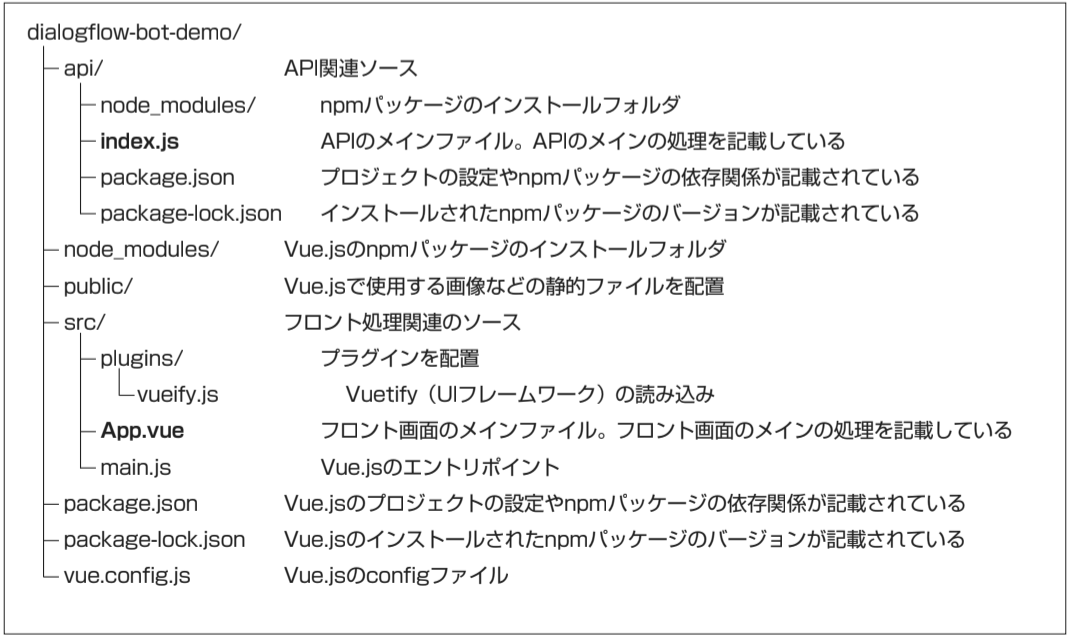 dialogflow-bot-demo/
api/ API関連ソース
node_modules/ npmパッケージのインストールフォルダ
index.js APIのメインファイル。APIのメインの処理を記載している
package.json プロジェクトの設定やnpmパッケージの依存関係が記載されている
package-lock.json インストールされたnpmパッケージのバージョンが記載されている
node_modules/ Vue.jsのnpmパッケージのインストールフォルダ
public/ Vue.jsで使用する画像などの静的ファイルを配置
src/ フロント処理関連のソース
plugins/ プラグインを配置
vueify.js Vuetify（UIフレームワーク）の読み込み
App.vue フロント画面のメインファイル。フロント画面のメインの処理を記載している
main.js Vue.jsのエントリポイント
package.json Vue.jsのプロジェクトの設定やnpmパッケージの依存関係が記載されている
package-lock.json Vue.jsのインストールされたnpmパッケージのバージョンが記載されている
vue.config.js Vue.jsのconfigファイル